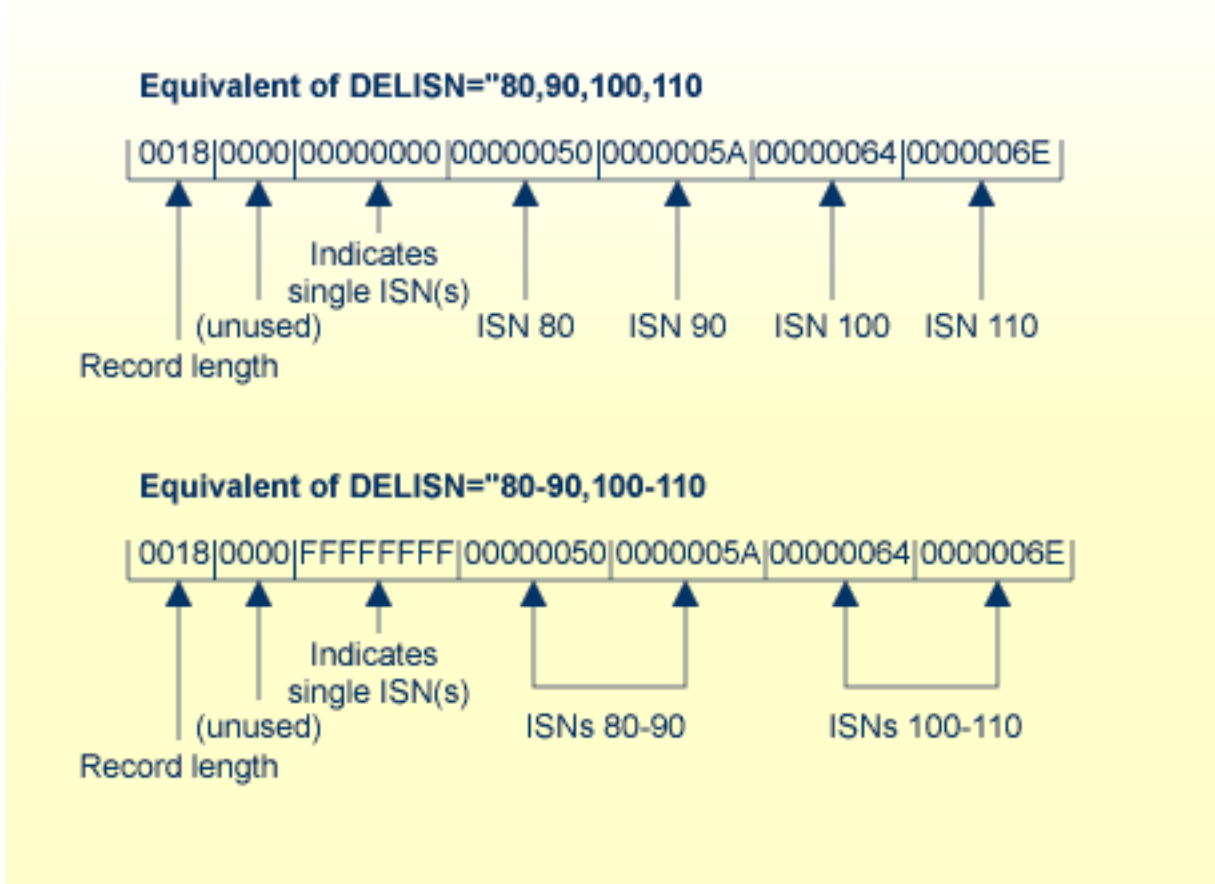 Equivalent of DELISN="80,90,100,110
0018|0000|00000000|00000050|0000005A|00000064|0000006E
Indicates
single ISN(s)
(unused) ISN 80 ISN 90 ISN 100 ISN 110
Record length
Equivalent of DELISN="80-90,100-110
0018|0000|FFFFFFFF|00000050|0000005A|00000064|0000006E
Indicates
single ISN(s)
(unused) ISNs 80-90 ISNs 100-110
Record length